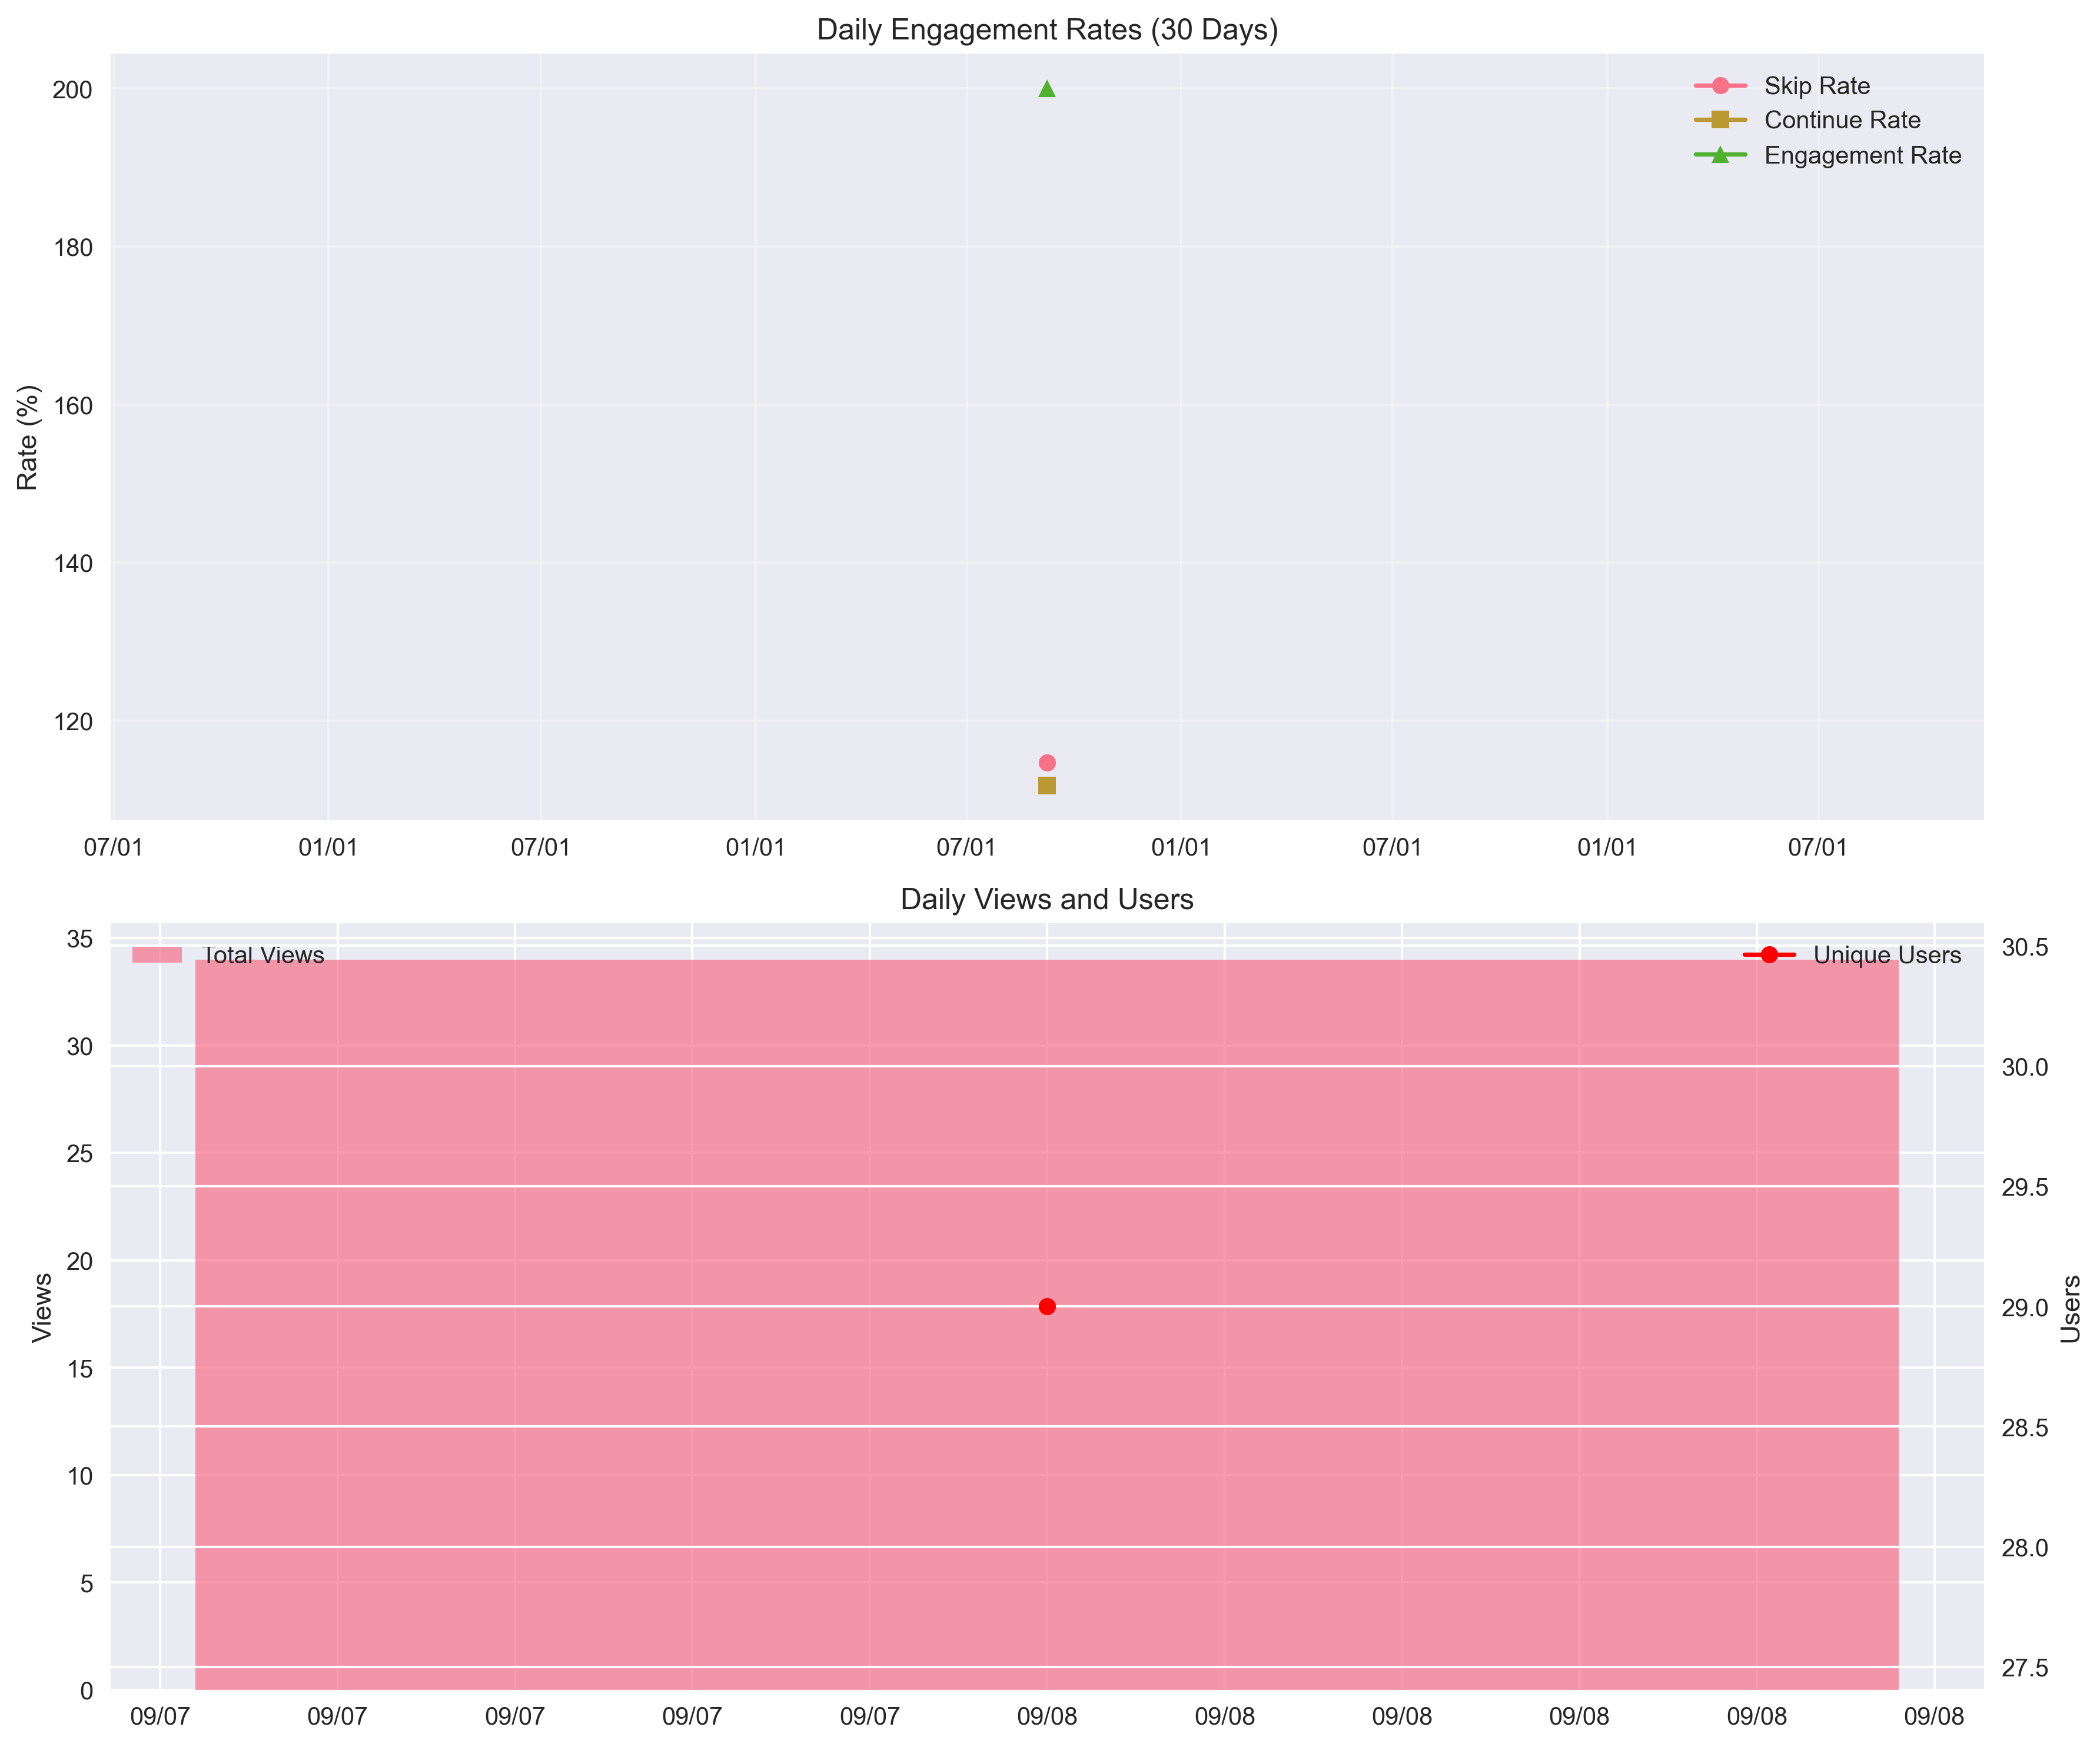 Daily Engagement Rates (30 Days)
200
180
160
140
120
Rate (%)
Skip Rate
Continue Rate
Engagement Rate
07/01 01/01 07/01 01/01 07/01 01/01 07/01 01/01 07/01
Daily Views and Users
35
30
25
20
15
10
5
0
Views
Total Views
Unique Users
30.5
30.0
29.5
29.0
28.5
28.0
27.5
Users
09/07 09/07 09/07 09/07 09/07 09/08 09/08 09/08 09/08 09/08 09/08